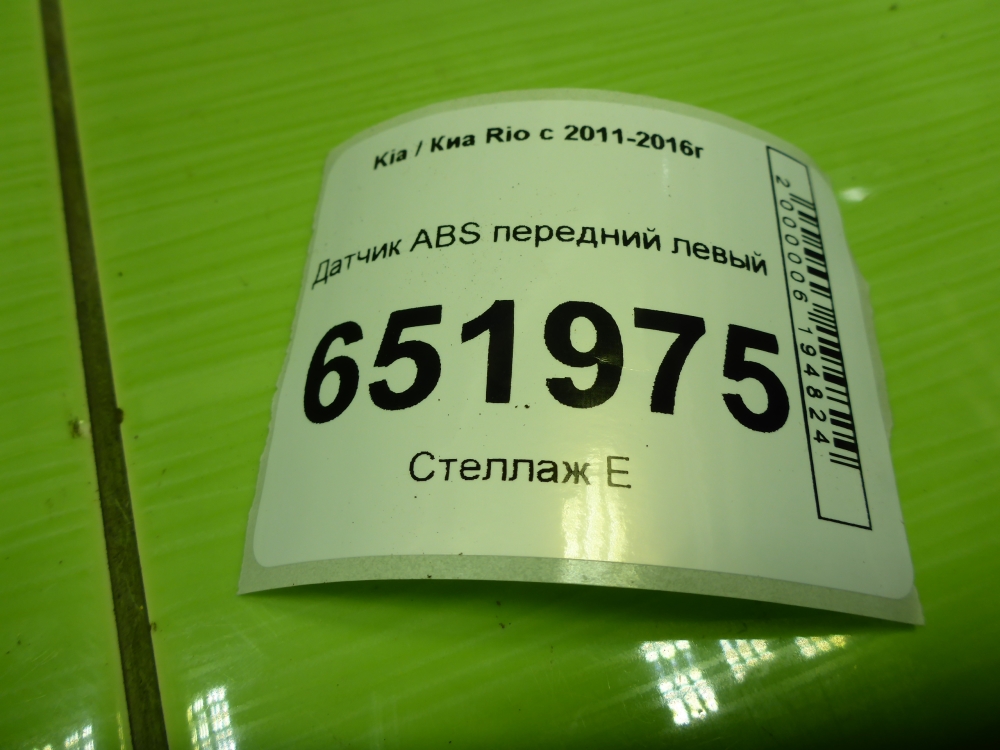 Kia / Киа Rio с 2011-2016г
Датчик ABS передний левый
651975
Стеллаж Е
2000006194824